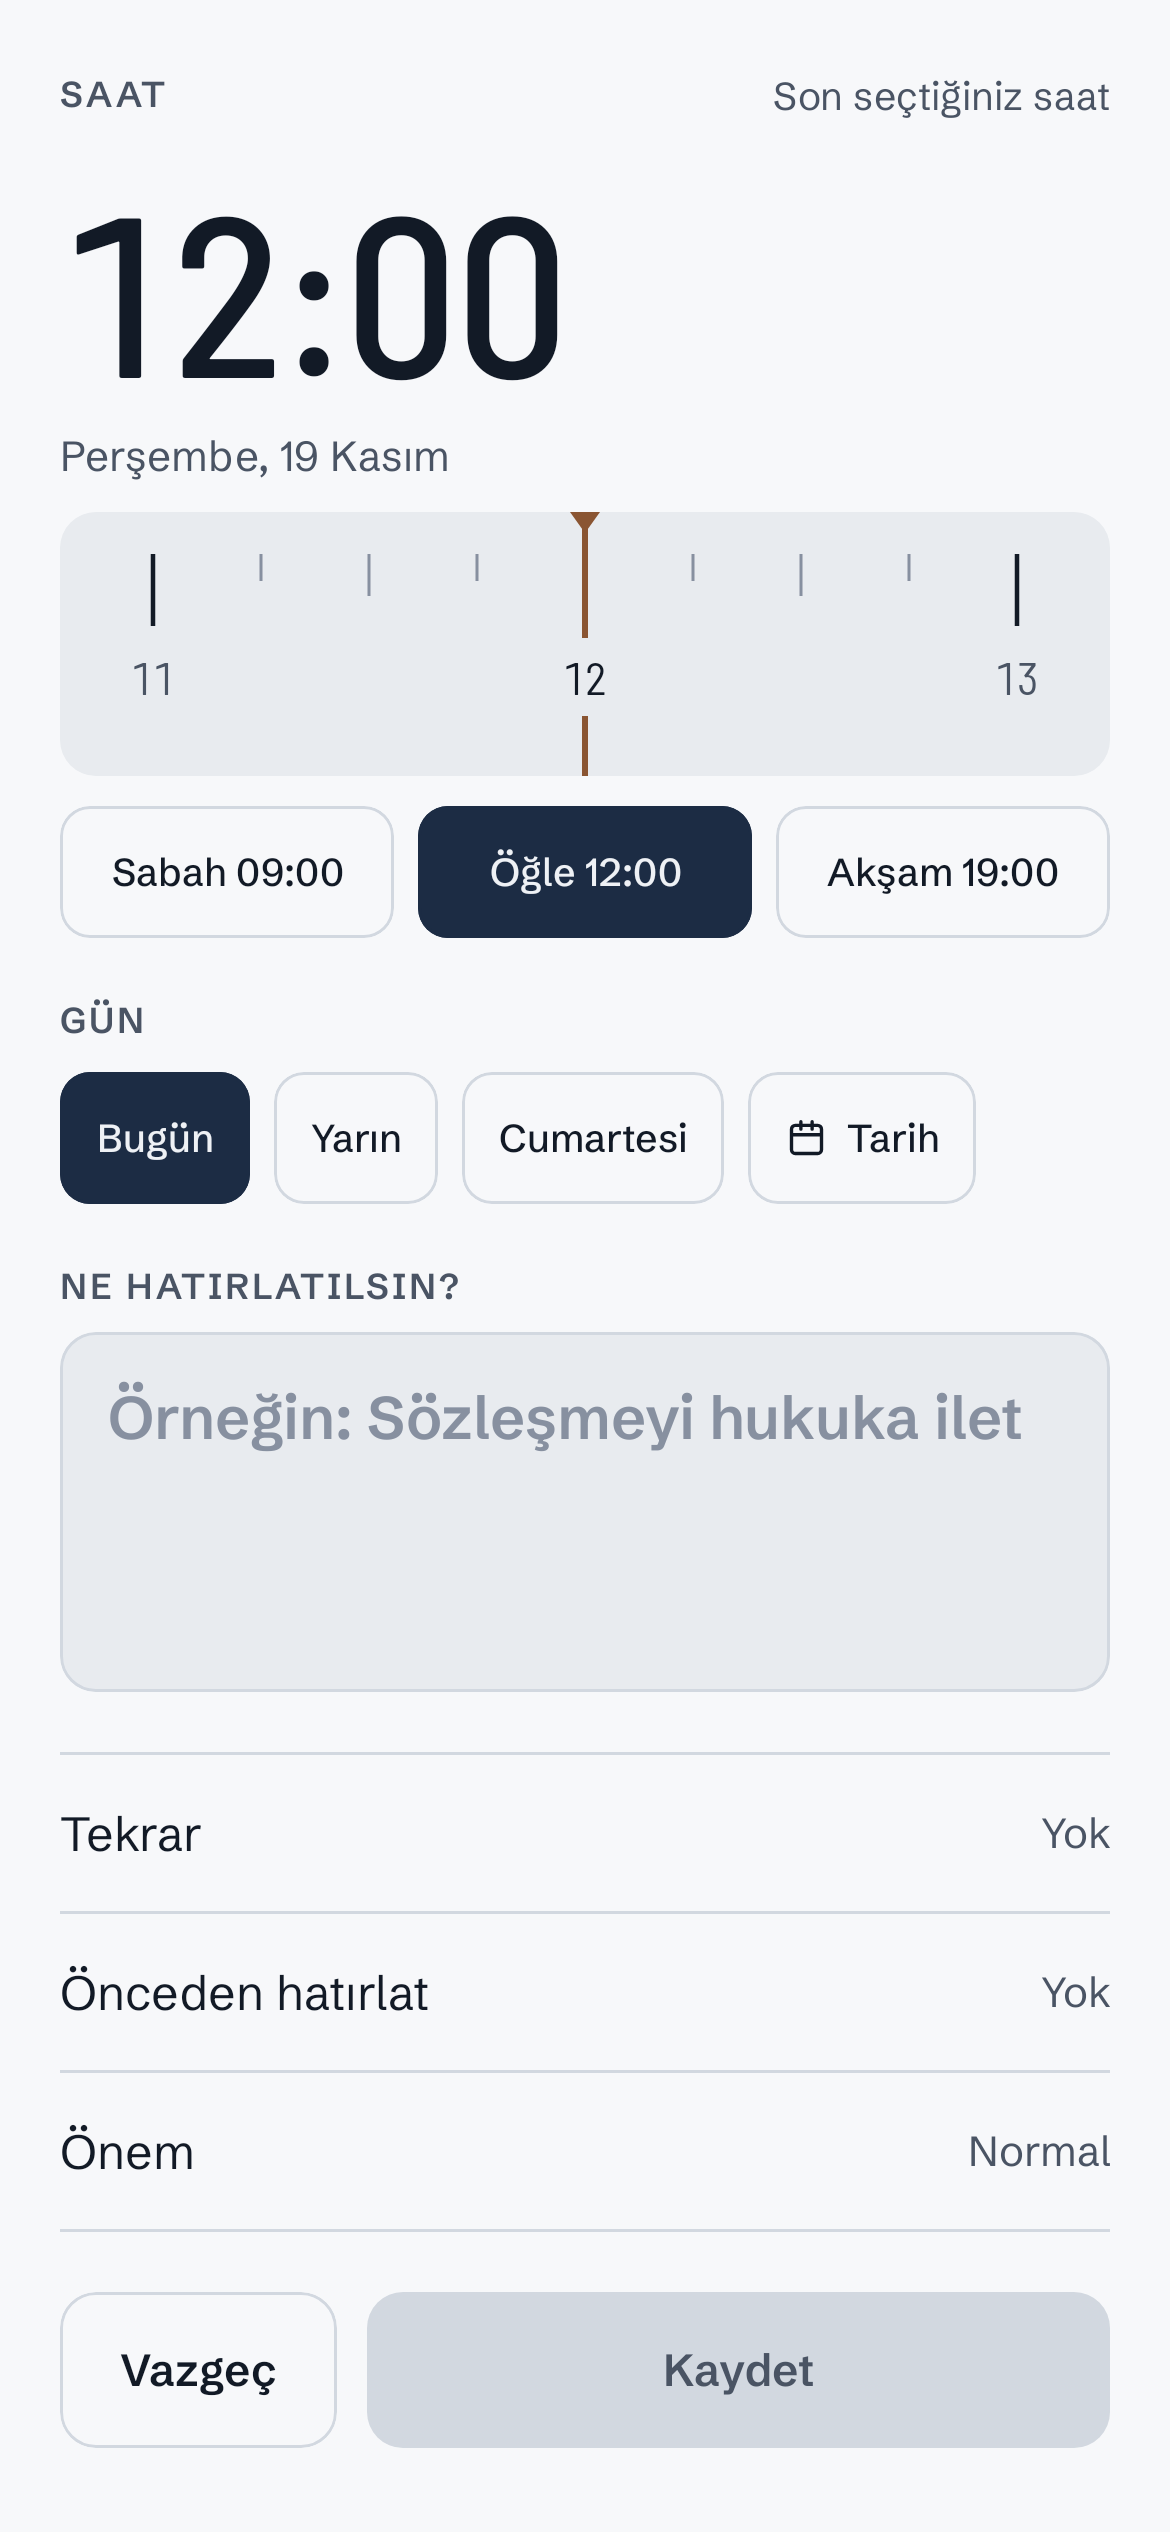 SAAT
Son seçtiğiniz saat
12:00
Perşembe, 19 Kasım
11 12 13
Sabah 09:00 Öğle 12:00 Akşam 19:00
GÜN
Bugün Yarın Cumartesi Tarih
NE HATIRLATILSIN?
Örneğin: Sözleşmeyi hukuka ilet
Tekrar Yok
Önceden hatırlat Yok
Önem Normal
Vazgeç Kaydet